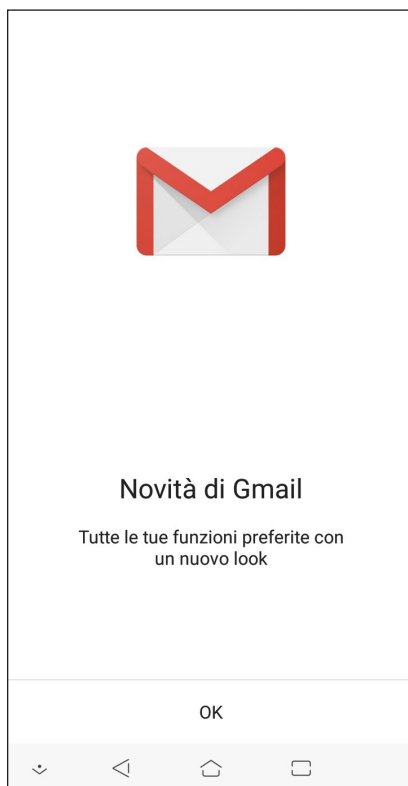 Novità di Gmail
Tutte le tue funzioni preferite con
un nuovo look
OK